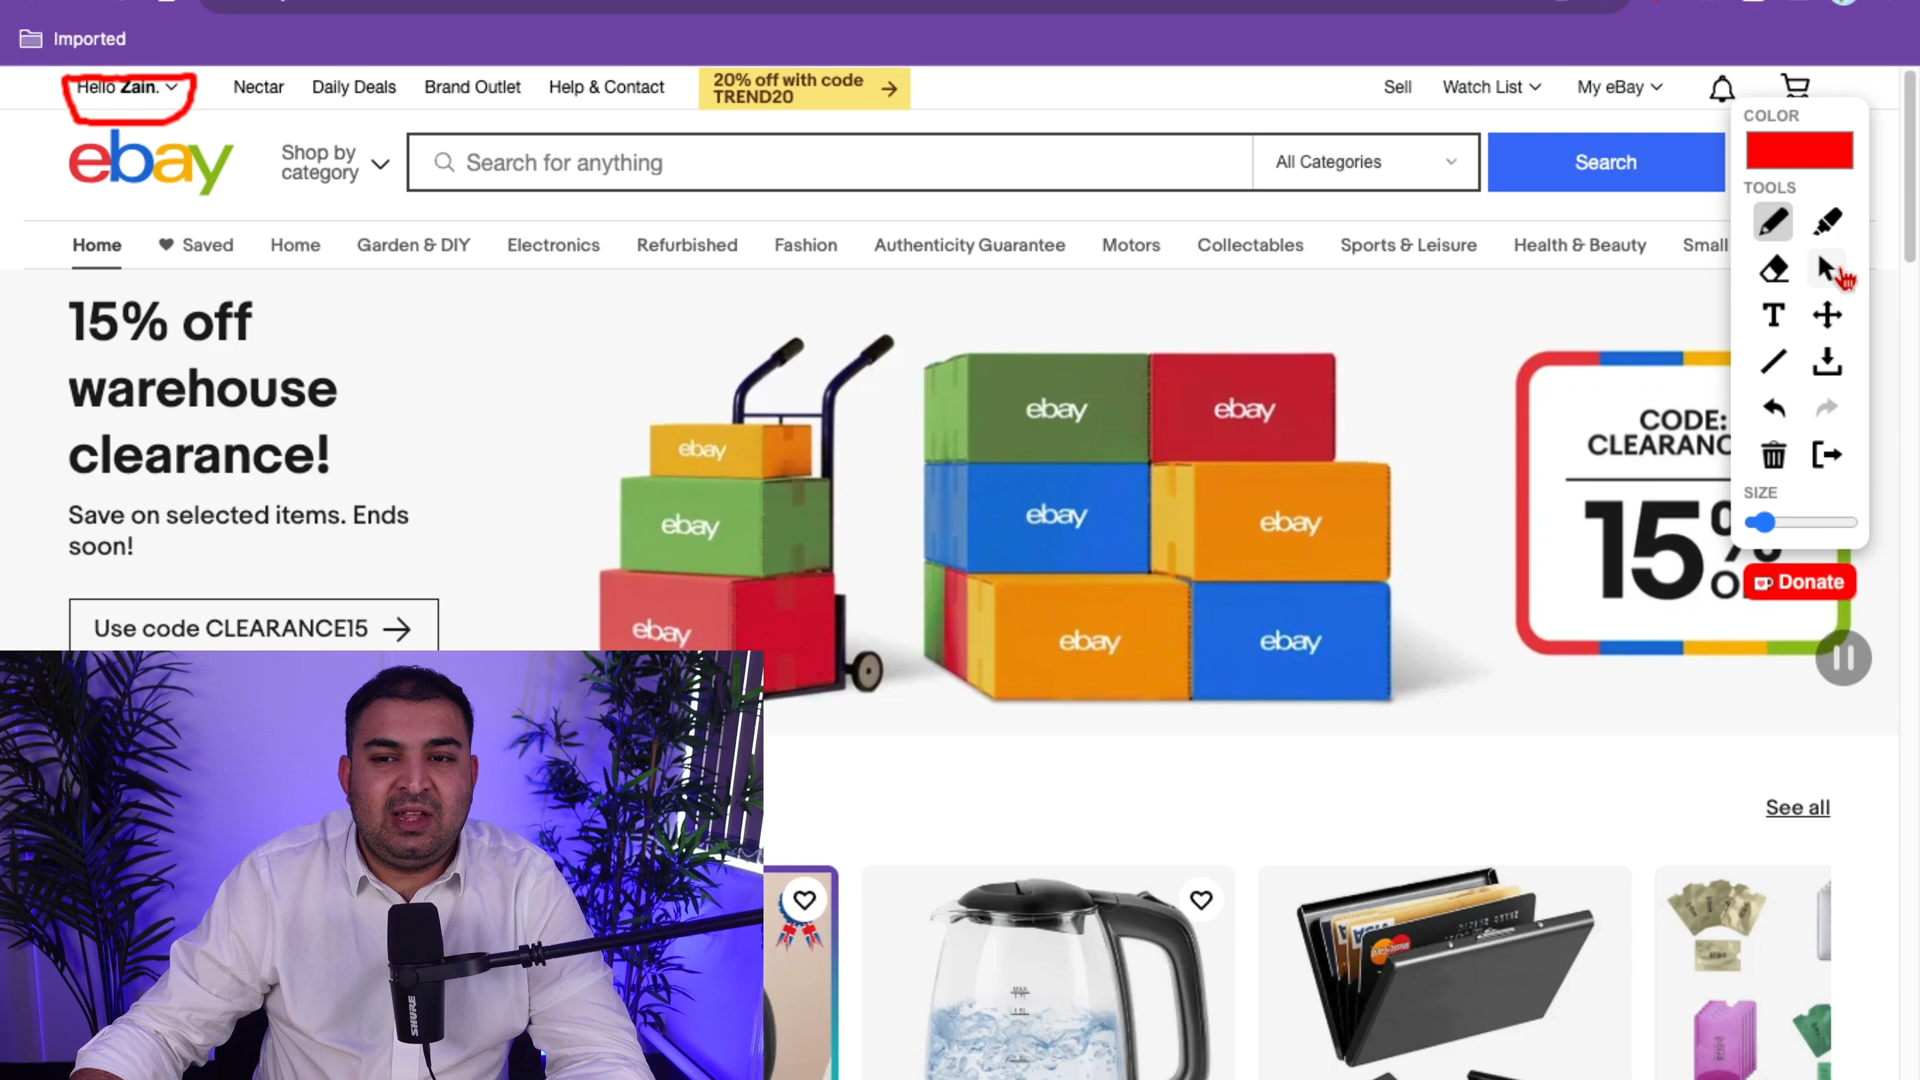 Imported
Hello Zain.
Nectar
Daily Deals
Brand Outlet
Help & Contact
20% off with code
TREND20
Sell
Watch List
My eBay
COLOR
ebay
Shop by
category
Search for anything
All Categories
Search
TOOLS
Home
Saved
Home
Garden & DIY
Electronics
Refurbished
Fashion
Authenticity Guarantee
Motors
Collectables
Sports & Leisure
Health & Beauty
Small
15% off
warehouse
clearance!
Save on selected items. Ends
soon!
Use code CLEARANCE15
ebay
ebay
ebay
ebay
ebay
ebay
ebay
ebay
ebay
CODE:
CLEARANC
15%
T
SIZE
Donate
See all
SHURE
VISA
MasterCard